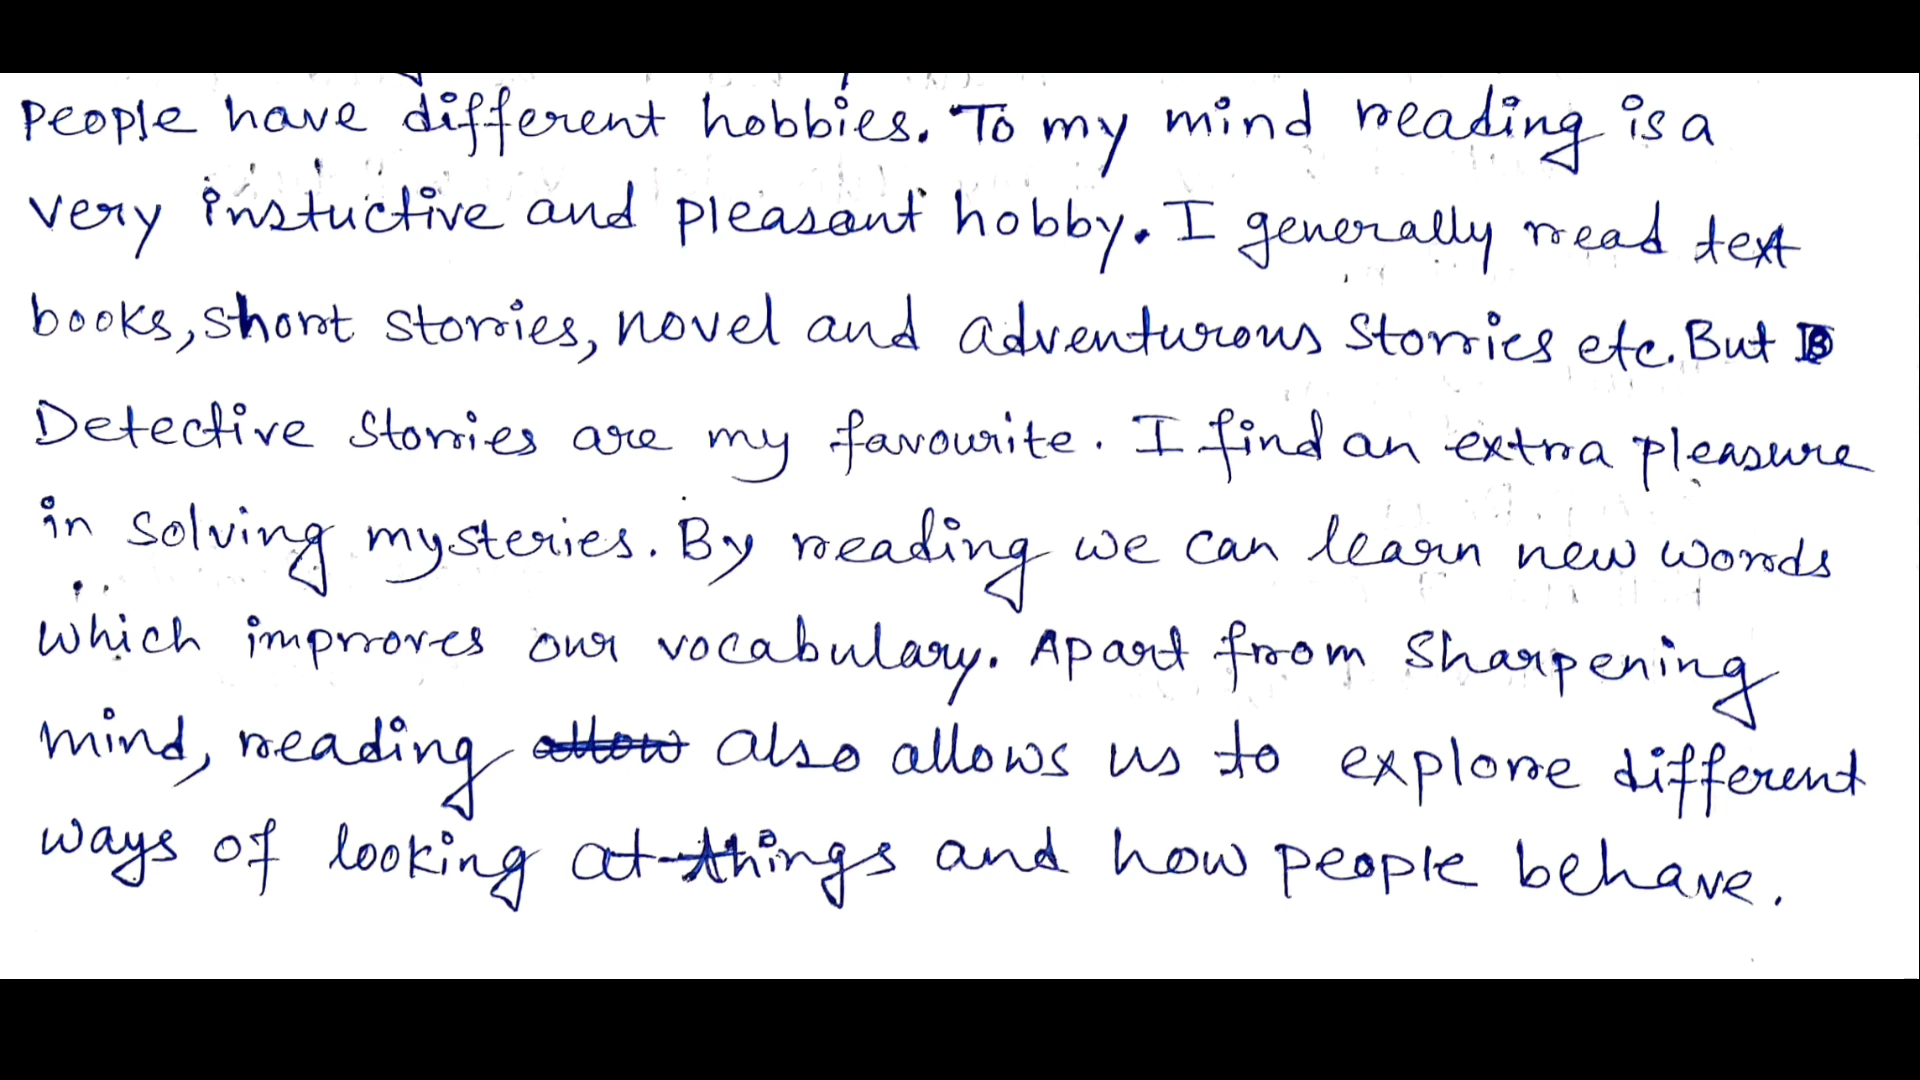 people have different hobbies. To my mind reading is a
very instuctive and pleasant hobby. I generally read text
books, short stories, novel and adventurous stories etc. But
Detective stories are my favourite. I find an extra pleasure
in solving mysteries. By reading we can learn new words
which improves our vocabulary. Apart from sharpening
mind, reading allow also allows us to explore different
ways of looking at things and how people behave.